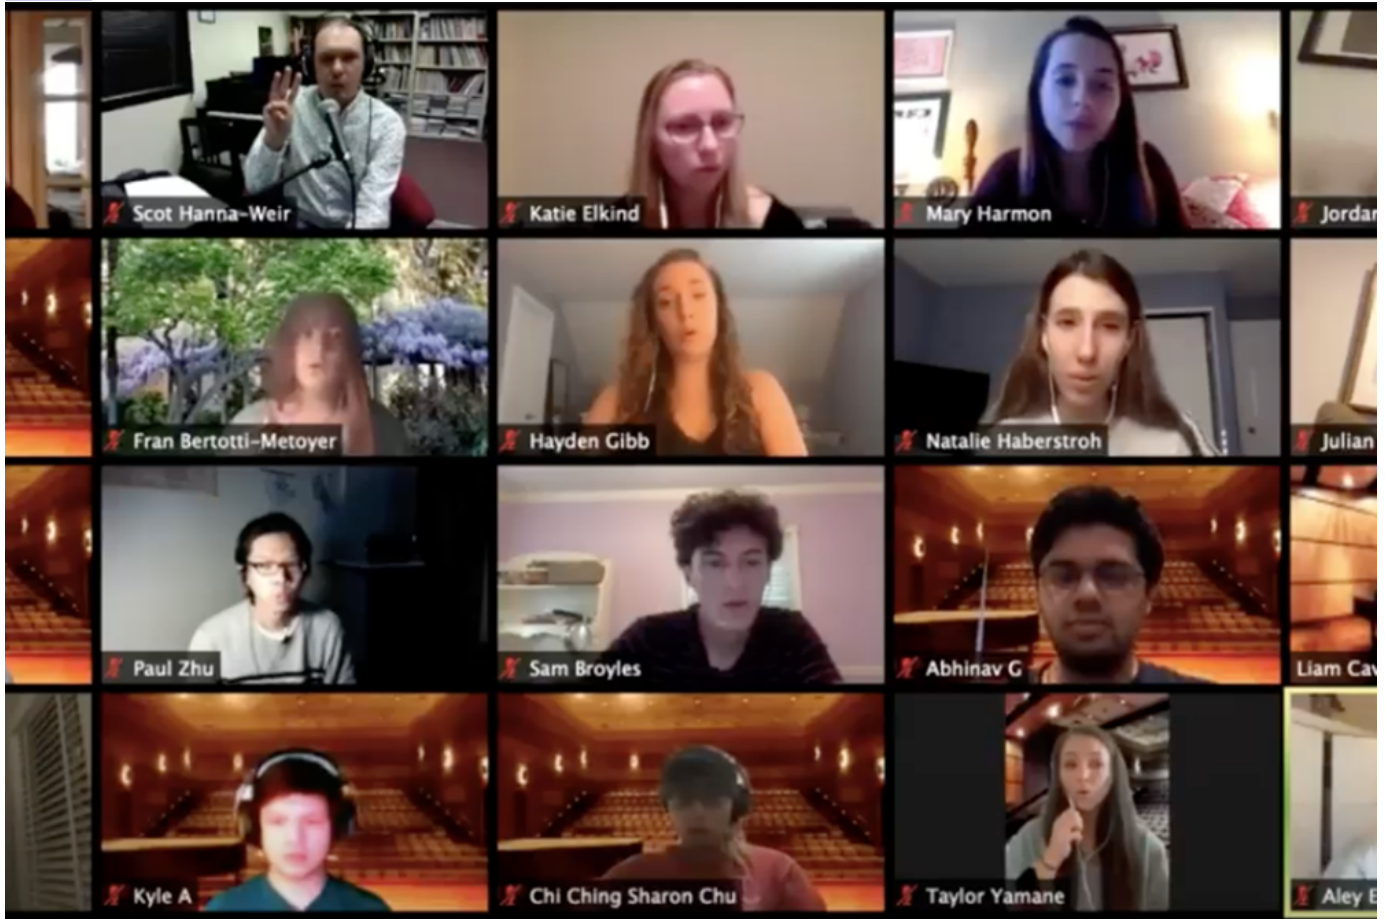 Scot Hanna-Weir
Katie Elkind
Mary Harmon
Jordan
Fran Bertotti-Metoyer
Hayden Gibb
Natalie Haberstroh
Julian
Paul Zhu
Sam Broyles
Abhinav G
Liam Cav
Kyle A
Chi Ching Sharon Chu
Taylor Yamane
Aley E